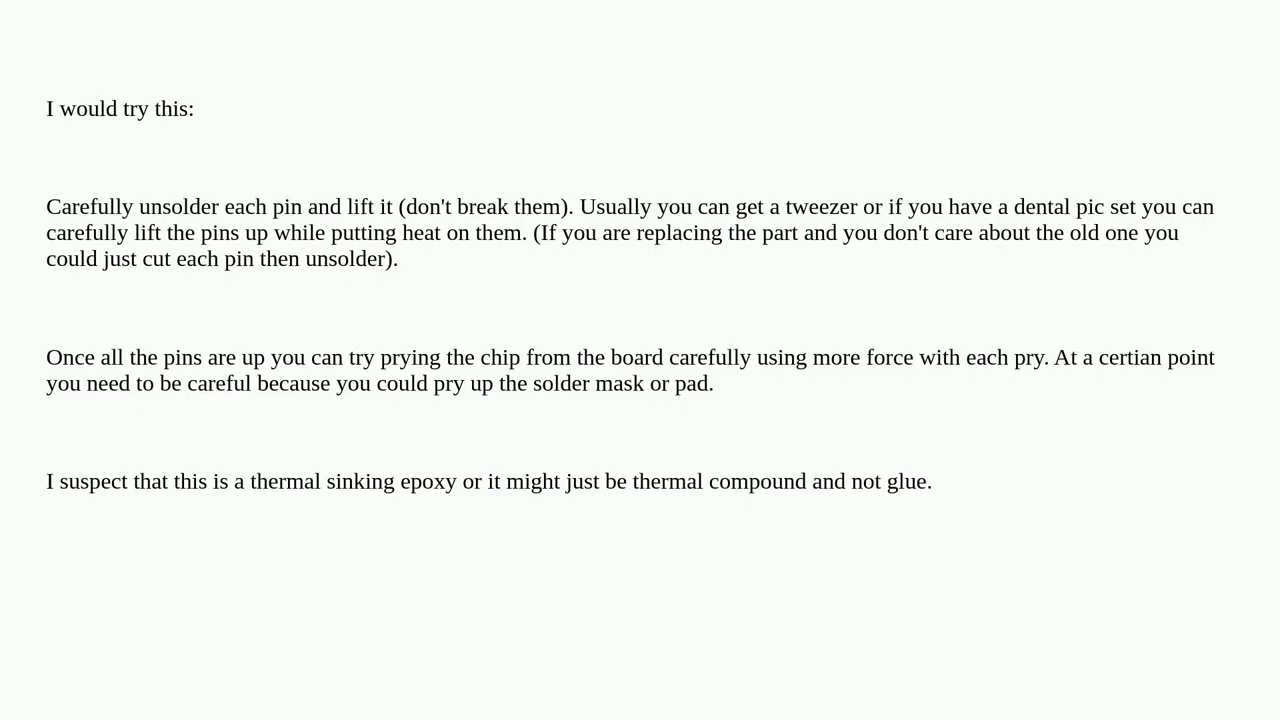 I would try this:
Carefully unsolder each pin and lift it (don't break them). Usually you can get a tweezer or if you have a dental pic set you can
carefully lift the pins up while putting heat on them. (If you are replacing the part and you don't care about the old one you
could just cut each pin then unsolder).
Once all the pins are up you can try prying the chip from the board carefully using more force with each pry. At a certian point
you need to be careful because you could pry up the solder mask or pad.
I suspect that this is a thermal sinking epoxy or it might just be thermal compound and not glue.